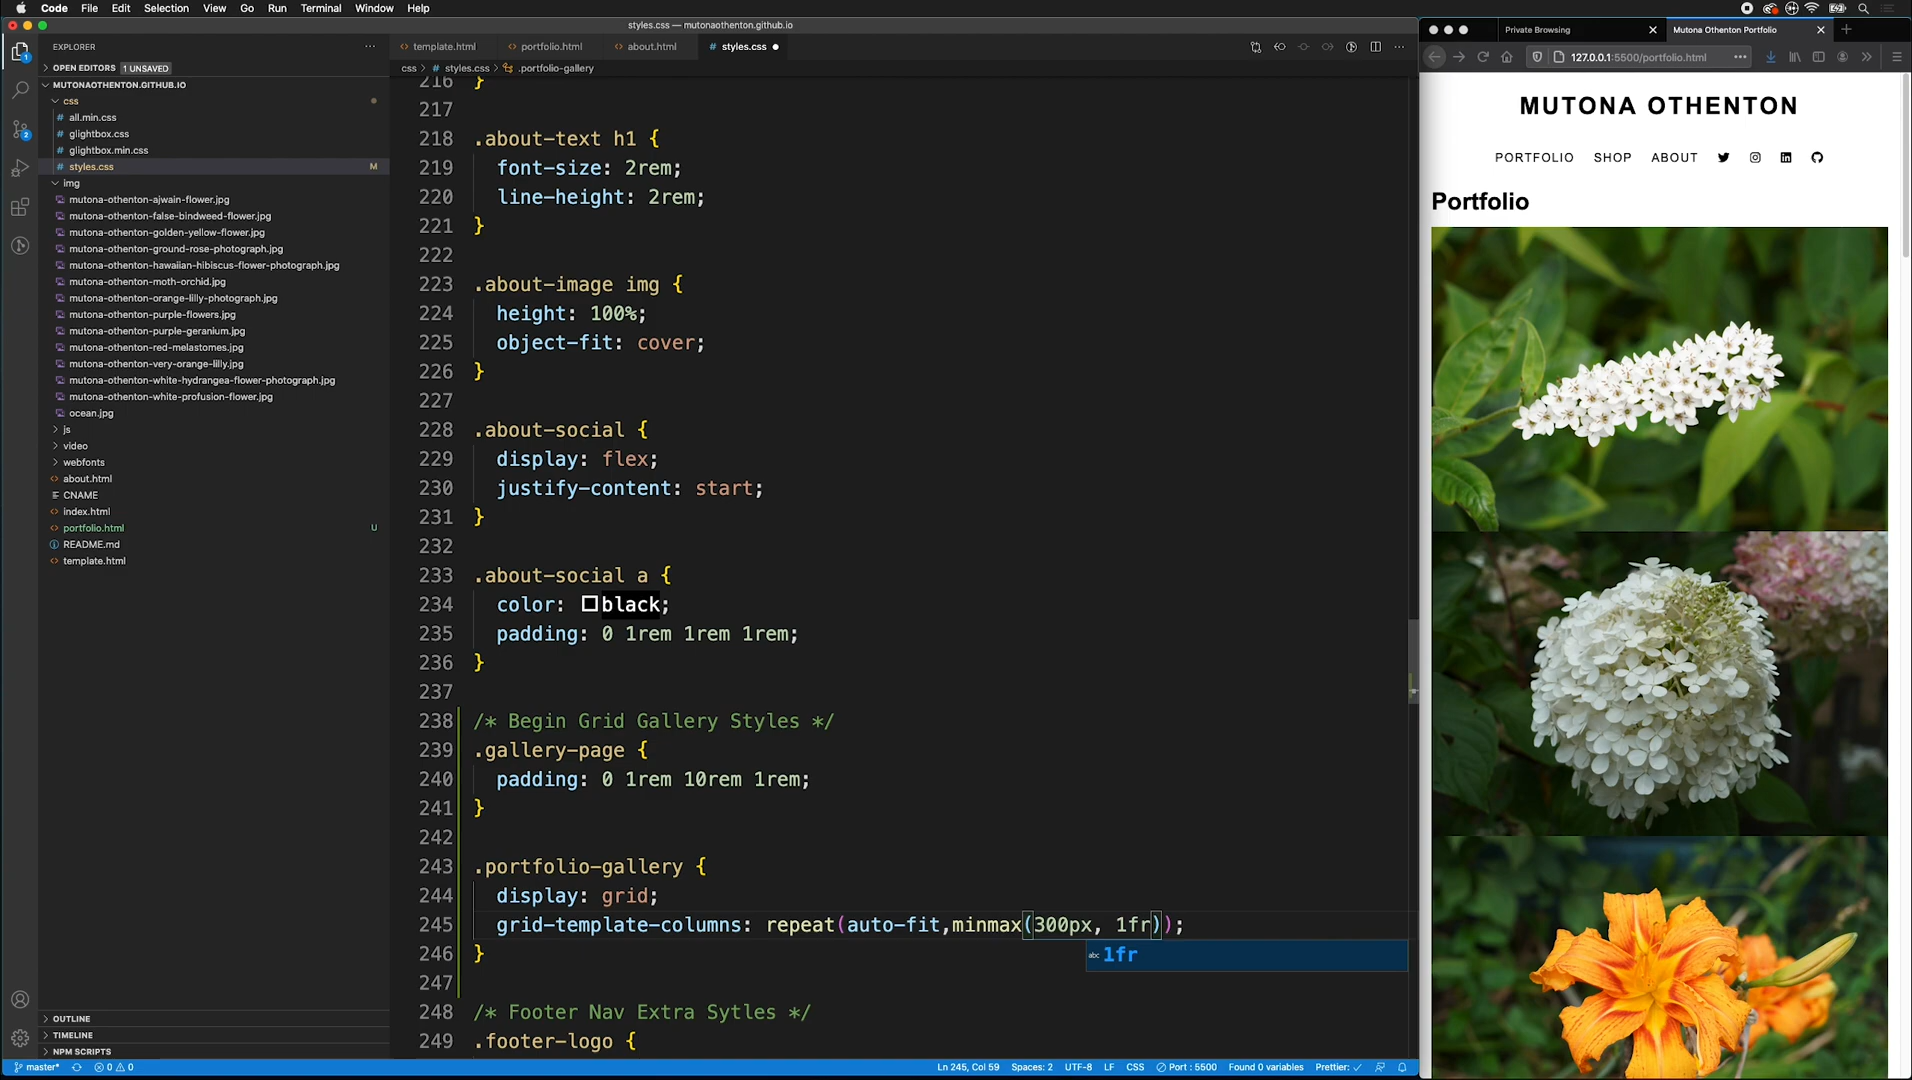 Code File Edit Selection View Go Run Terminal Window Help
styles.css — mutonaothenton.github.io
EXPLORER
OPEN EDITORS 1 UNSAVED
MUTONAOTHENTON.GITHUB.IO
css
# all.min.css
# glightbox.css
# glightbox.min.css
# styles.css M
img
mutona-othenton-ajwain-flower.jpg
mutona-othenton-false-bindweed-flower.jpg
mutona-othenton-golden-yellow-flower.jpg
mutona-othenton-ground-rose-photograph.jpg
mutona-othenton-hawaiian-hibiscus-flower-photograph.jpg
mutona-othenton-moth-orchid.jpg
mutona-othenton-orange-lilly-photograph.jpg
mutona-othenton-purple-flowers.jpg
mutona-othenton-purple-geranium.jpg
mutona-othenton-red-melastomes.jpg
mutona-othenton-very-orange-lilly.jpg
mutona-othenton-white-hydrangea-flower-photograph.jpg
mutona-othenton-white-profusion-flower.jpg
ocean.jpg
js
video
webfonts
about.html
CNAME
index.html
portfolio.html U
README.md
template.html
OUTLINE
TIMELINE
NPM SCRIPTS
template.html portfolio.html about.html # styles.css
css > # styles.css > .portfolio-gallery
216 }
217
218 .about-text h1 {
219 font-size: 2rem;
220 line-height: 2rem;
221 }
222
223 .about-image img {
224 height: 100%;
225 object-fit: cover;
226 }
227
228 .about-social {
229 display: flex;
230 justify-content: start;
231 }
232
233 .about-social a {
234 color: black;
235 padding: 0 1rem 1rem 1rem;
236 }
237
238 /* Begin Grid Gallery Styles */
239 .gallery-page {
240 padding: 0 1rem 10rem 1rem;
241 }
242
243 .portfolio-gallery {
244 display: grid;
245 grid-template-columns: repeat(auto-fit,minmax(300px, 1fr));
abc 1fr
246 }
247
248 /* Footer Nav Extra Sytles */
249 .footer-logo {
master* 0 0 Ln 245, Col 59 Spaces: 2 UTF-8 LF CSS Port : 5500 Found 0 variables Prettier: ✓
Private Browsing Mutona Othenton Portfolio
127.0.0.1:5500/portfolio.html
MUTONA OTHENTON
PORTFOLIO SHOP ABOUT
Portfolio